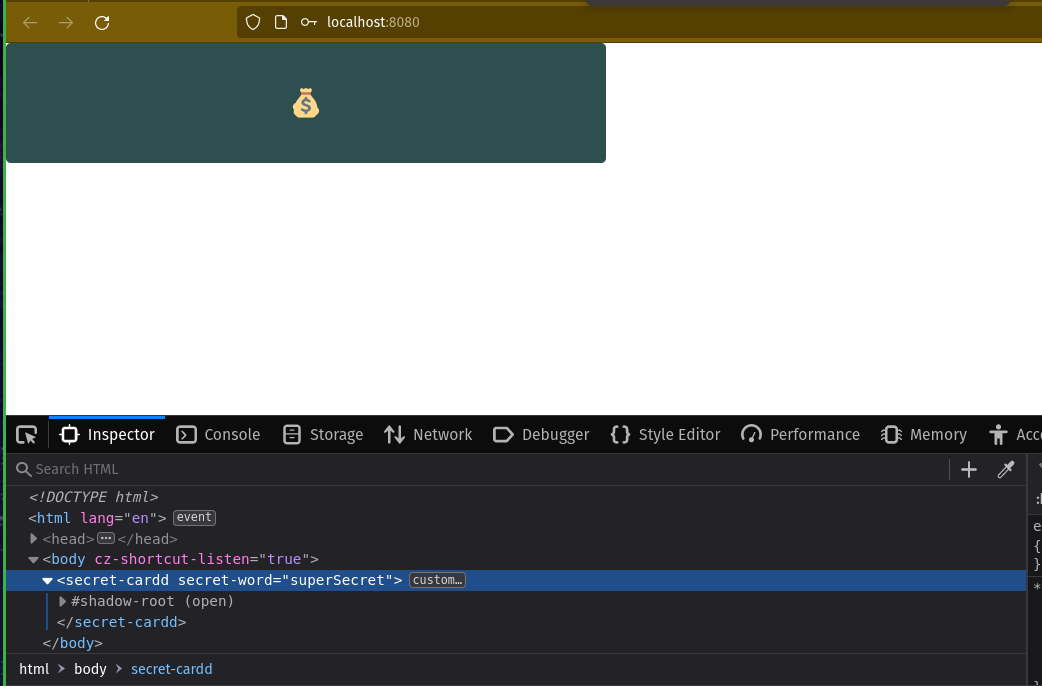 localhost:8080
$
Inspector Console Storage Network Debugger {} Style Editor Performance Memory
Search HTML
<!DOCTYPE html>
<html lang="en"> event
<head> ••• </head>
<body cz-shortcut-listen="true">
<secret-cardd secret-word="superSecret"> custom…
#shadow-root (open)
</secret-cardd>
</body>
{
}
*
html > body > secret-cardd